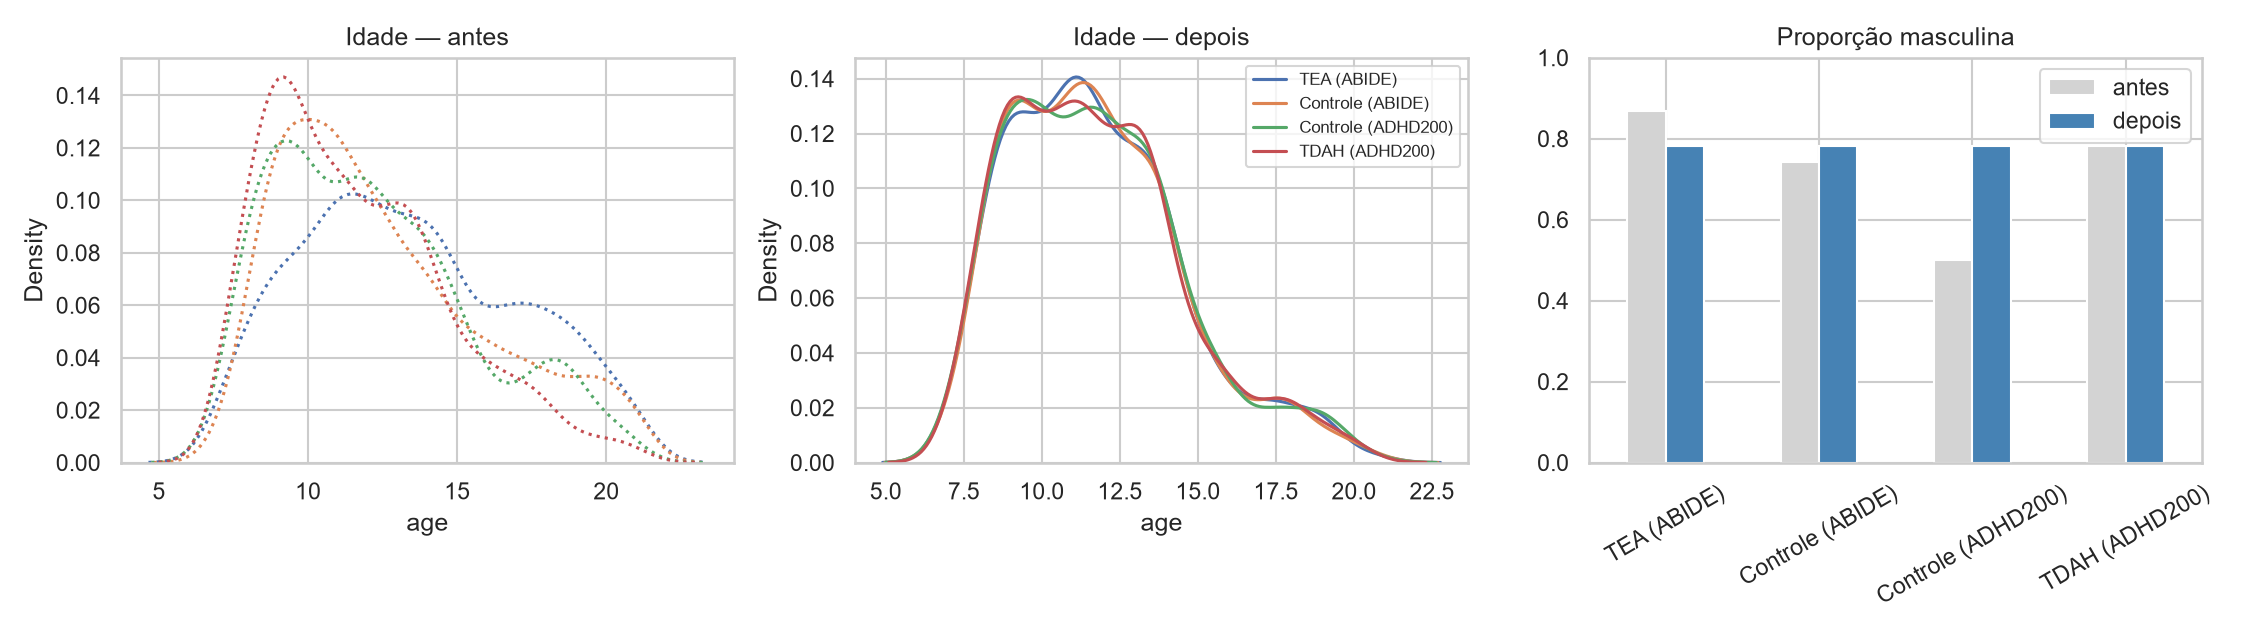 Idade — antes
Density
0.14
0.12
0.10
0.08
0.06
0.04
0.02
0.00
5
10
15
20
age
Idade — depois
Density
0.14
0.12
0.10
0.08
0.06
0.04
0.02
0.00
5.0
7.5
10.0
12.5
15.0
17.5
20.0
22.5
age
TEA (ABIDE)
Controle (ABIDE)
Controle (ADHD200)
TDAH (ADHD200)
Proporção masculina
1.0
0.8
0.6
0.4
0.2
0.0
antes
depois
TEA (ABIDE)
Controle (ABIDE)
Controle (ADHD200)
TDAH (ADHD200)